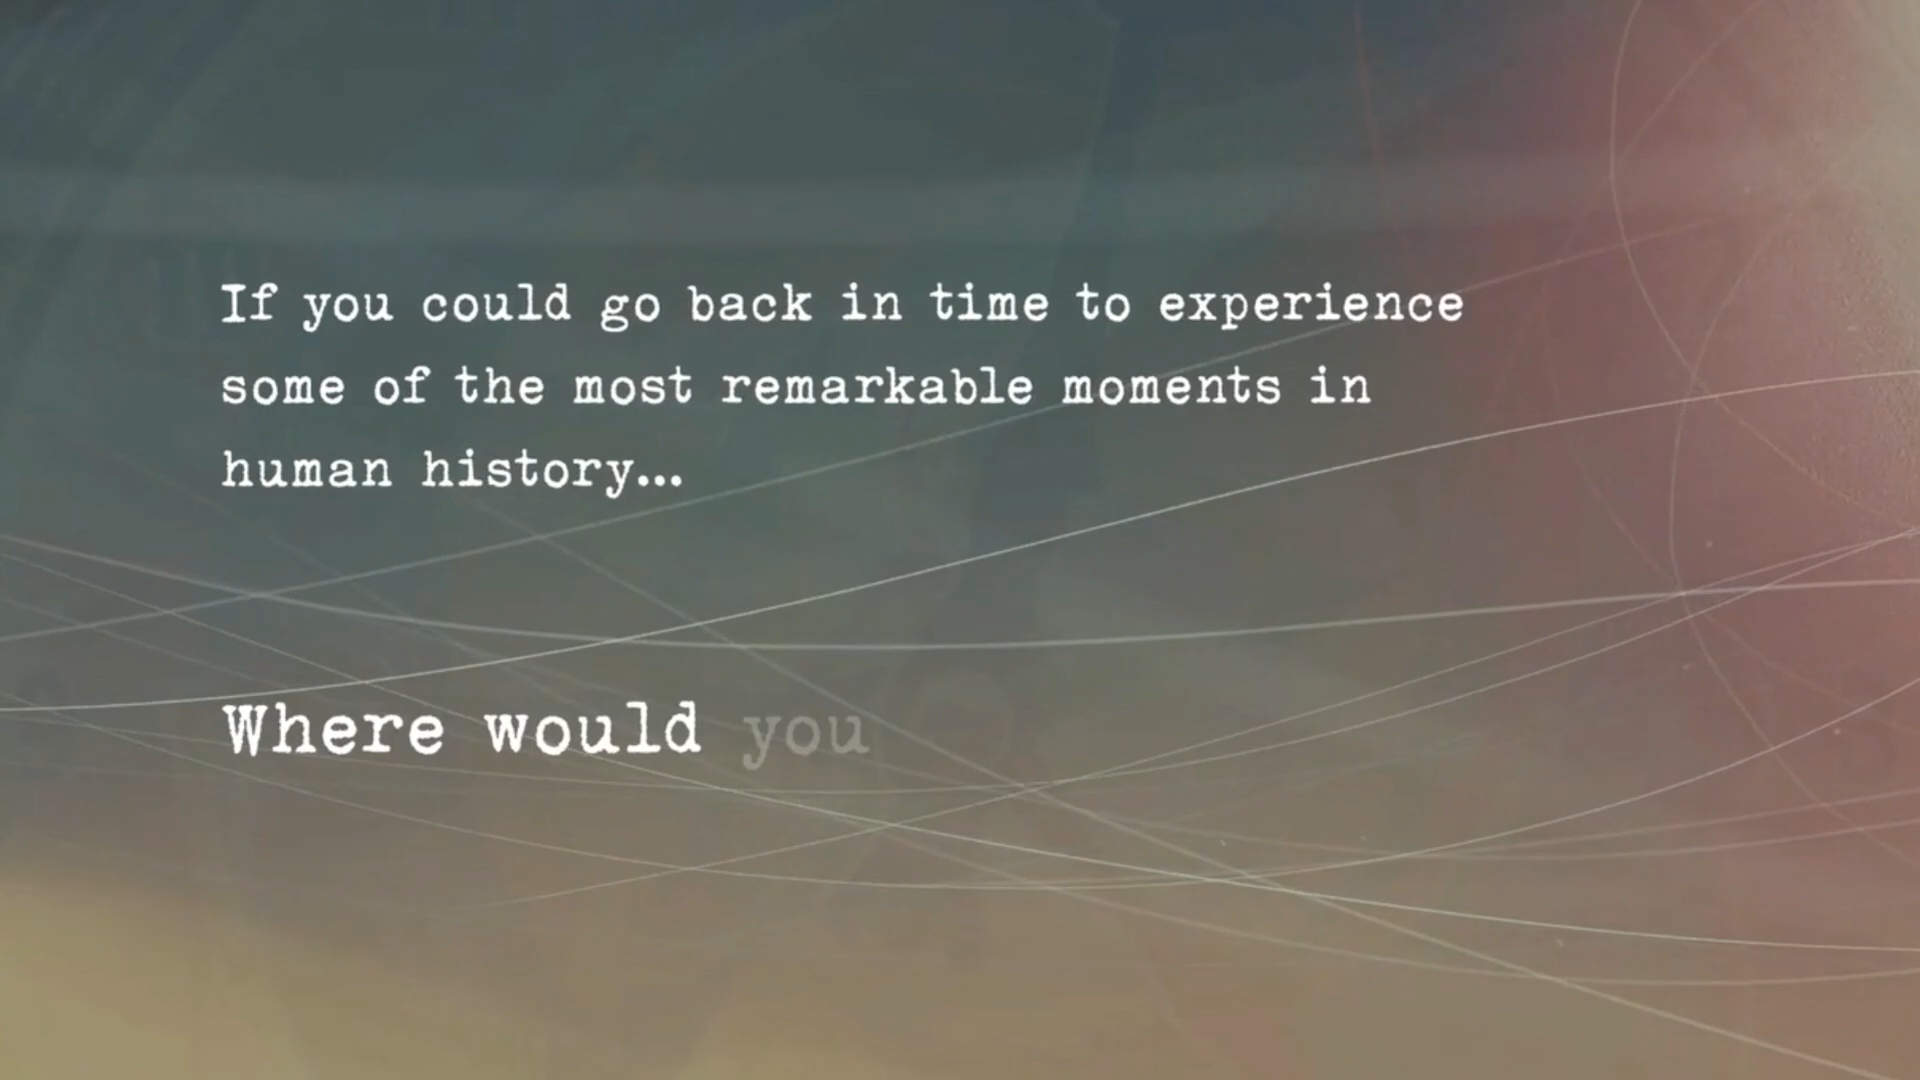 If you could go back in time to experience
some of the most remarkable moments in
human history...
Where would you